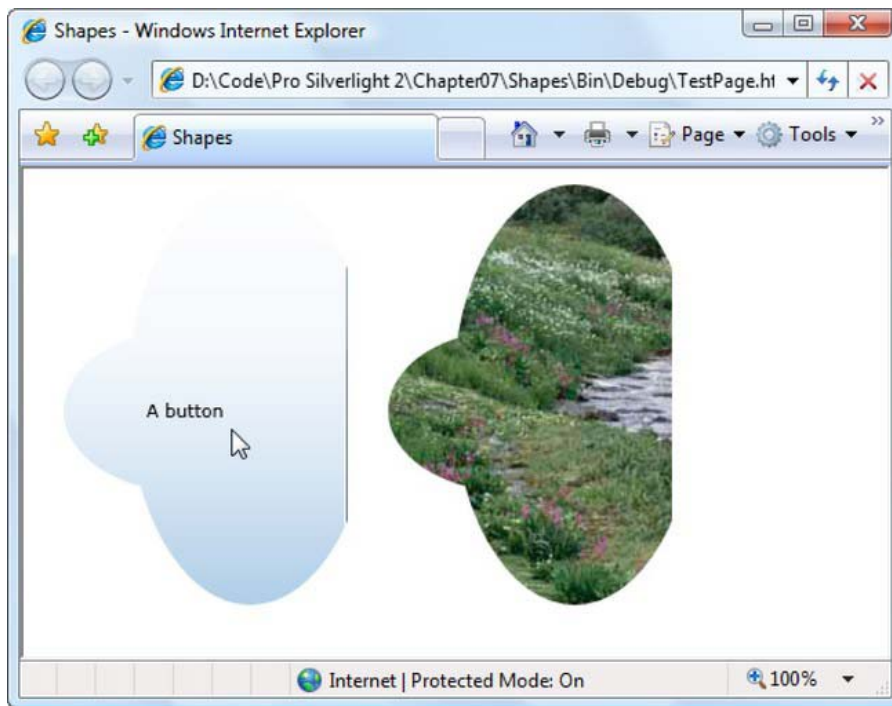 Shapes - Windows Internet Explorer
D:\Code\Pro Silverlight 2\Chapter07\Shapes\Bin\Debug\TestPage.ht
Shapes
Page
Tools
A button
Internet | Protected Mode: On
100%